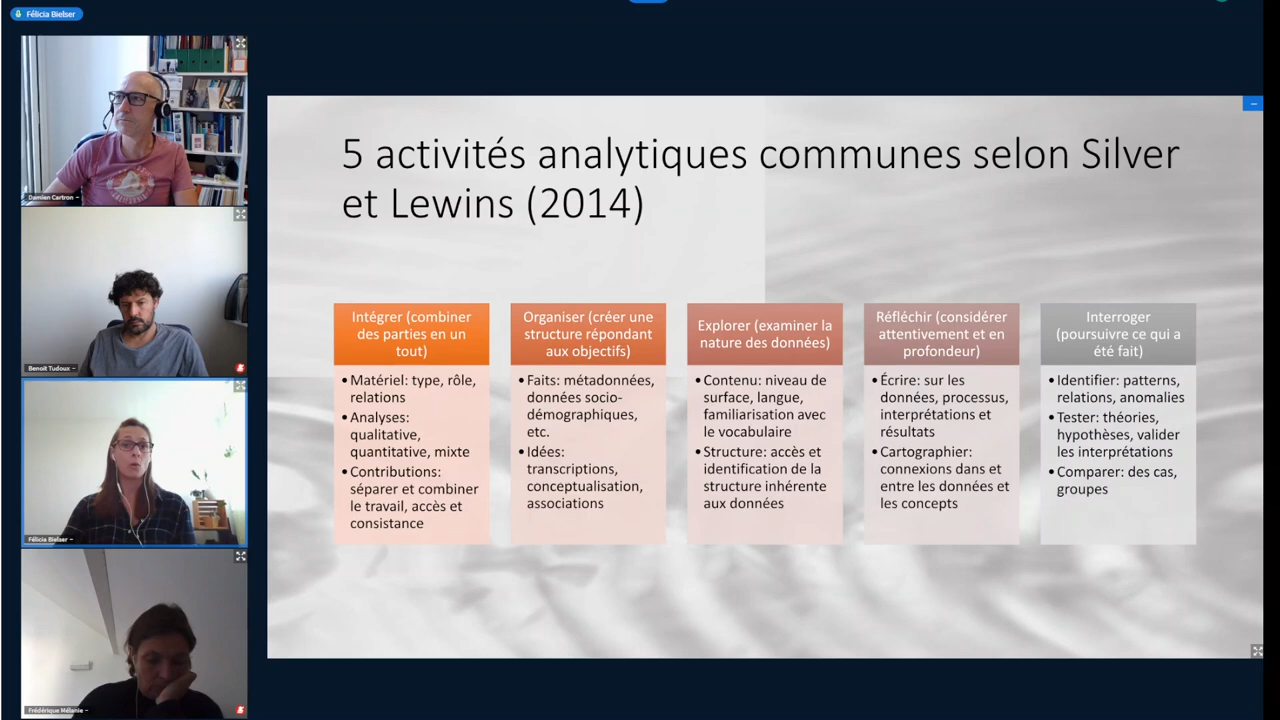 Félicia Bielser
Damien Cartron
Benoit Tudoux
Félicia Bielser
Frédérique Mélanie
5 activités analytiques communes selon Silver
et Lewins (2014)
Intégrer (combiner
des parties en un
tout)
• Matériel: type, rôle,
relations
• Analyses:
qualitative,
quantitative, mixte
• Contributions:
séparer et combiner
le travail, accès et
consistance
Organiser (créer une
structure répondant
aux objectifs)
• Faits: métadonnées,
données socio-
démographiques,
etc.
• Idées:
transcriptions,
conceptualisation,
associations
Explorer (examiner la
nature des données)
• Contenu: niveau de
surface, langue,
familiarisation avec
le vocabulaire
• Structure: accès et
identification de la
structure inhérente
aux données
Réfléchir (considérer
attentivement et en
profondeur)
• Écrire: sur les
données, processus,
interprétations et
résultats
• Cartographier:
connexions dans et
entre les données et
les concepts
Interroger
(poursuivre ce qui a
été fait)
• Identifier: patterns,
relations, anomalies
• Tester: théories,
hypothèses, valider
les interprétations
• Comparer: des cas,
groupes